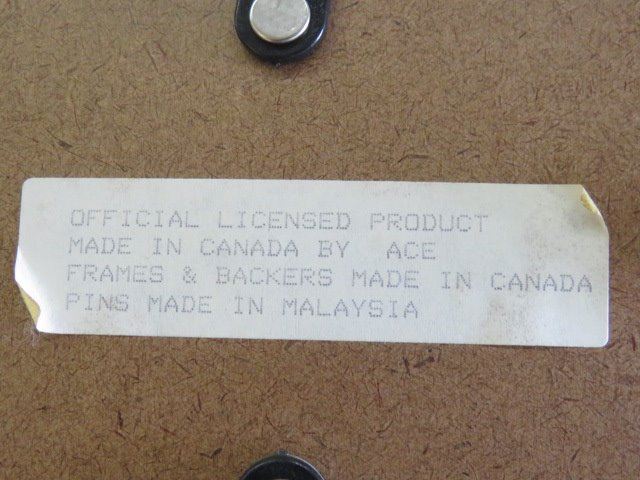 OFFICIAL LICENSED PRODUCT
MADE IN CANADA BY ACE
FRAMES & BACKERS MADE IN CANADA
PINS MADE IN MALAYSIA